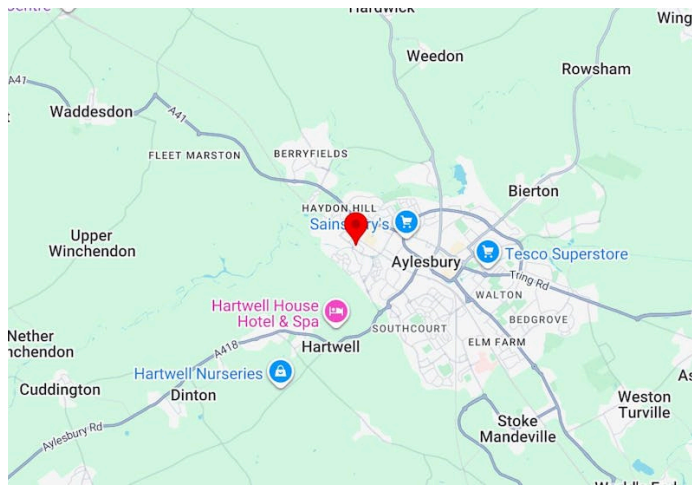 Hardwick
Wing
Weedon
Rowsham
A41
Waddesdon
A41
FLEET MARSTON
BERRYFIELDS
Bierton
HAYDON HILL
Sainsbury's
Upper
Winchendon
Aylesbury
Tesco Superstore
Tring Rd
WALTON
Hartwell House
Hotel & Spa
BEDGROVE
SOUTHCOURT
Nether
nchendon
A418
Hartwell
ELM FARM
Hartwell Nurseries
Cuddington
Dinton
As
Weston
Turville
Aylesbury Rd
Stoke
Mandeville